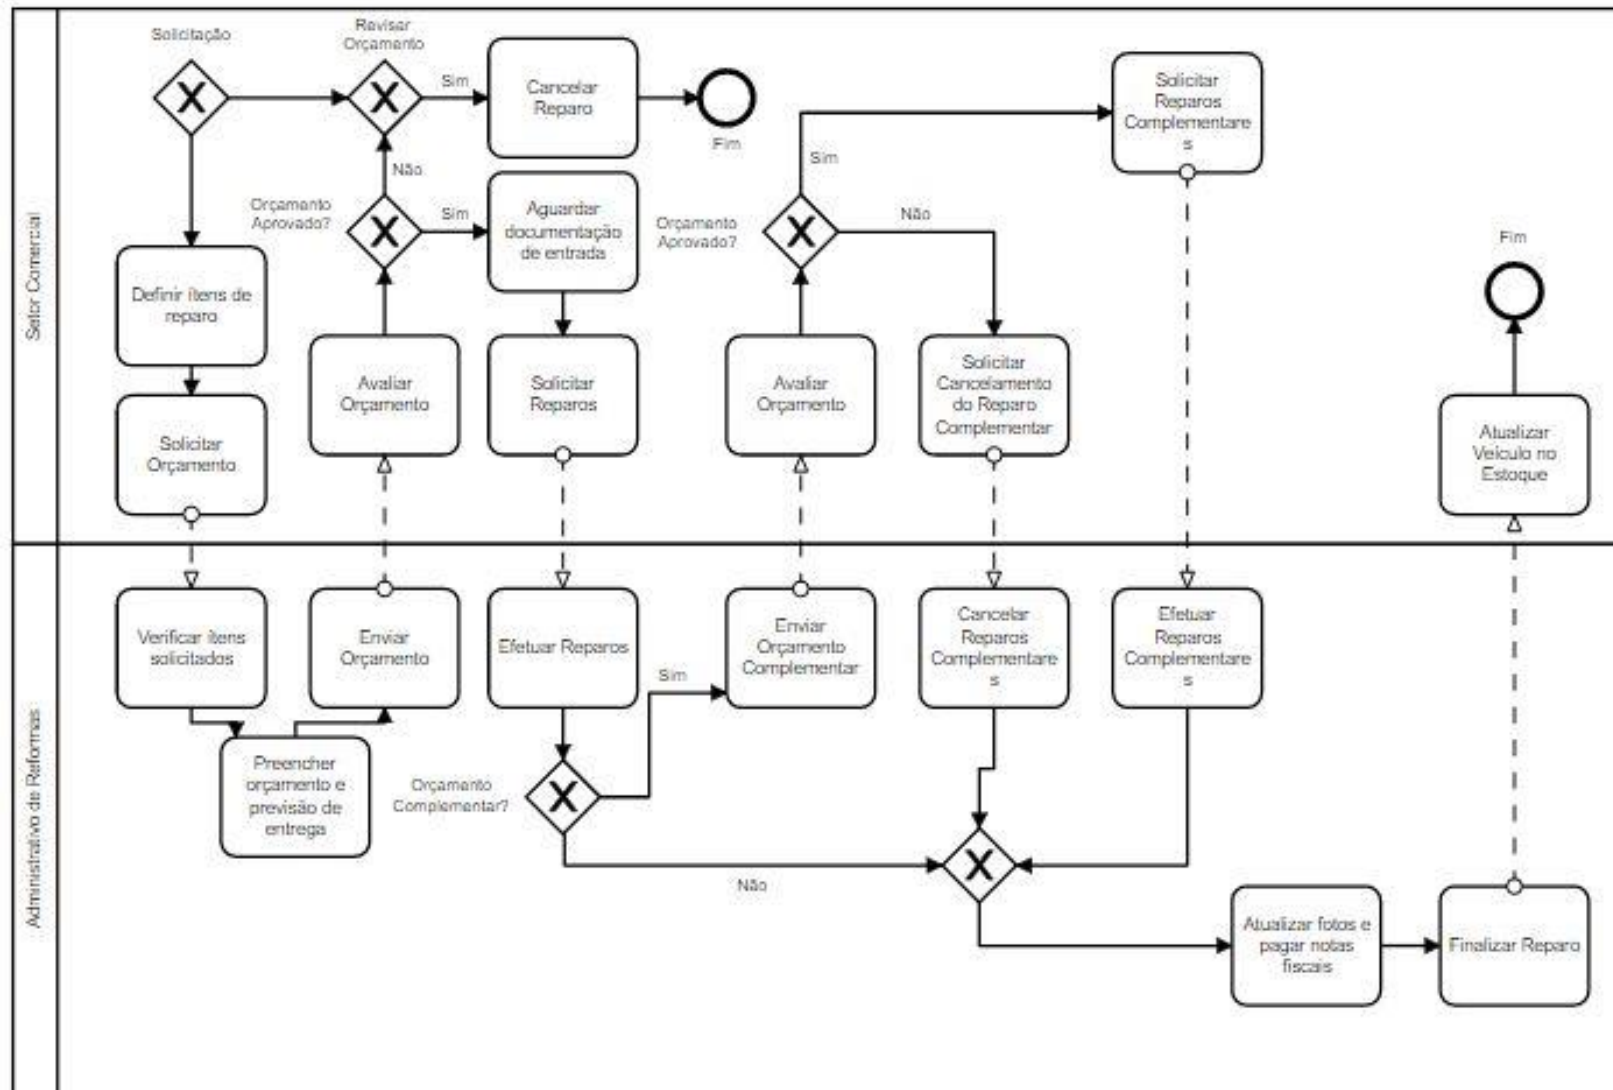 Setor Comercial
Solicitação
Revisar
Orçamento
Sim
Cancelar
Reparo
Fim
Não
Orçamento
Aprovado?
Sim
Aguardar
documentação
de entrada
Definir ítens de
reparo
Solicitar
Orçamento
Avaliar
Orçamento
Solicitar
Reparos
Orçamento
Aprovado?
Sim
Não
Avaliar
Orçamento
Solicitar
Cancelamento
do Reparo
Complementar
Solicitar
Reparos
Complementare
s
Fim
Atualizar
Veículo no
Estoque
Administrativo de Reformas
Verificar ítens
solicitados
Preencher
orçamento e
previsão de
entrega
Enviar
Orçamento
Efetuar Reparos
Orçamento
Complementar?
Sim
Não
Enviar
Orçamento
Complementar
Cancelar
Reparos
Complementare
s
Efetuar
Reparos
Complementare
s
Atualizar fotos e
pagar notas
fiscais
Finalizar Reparo